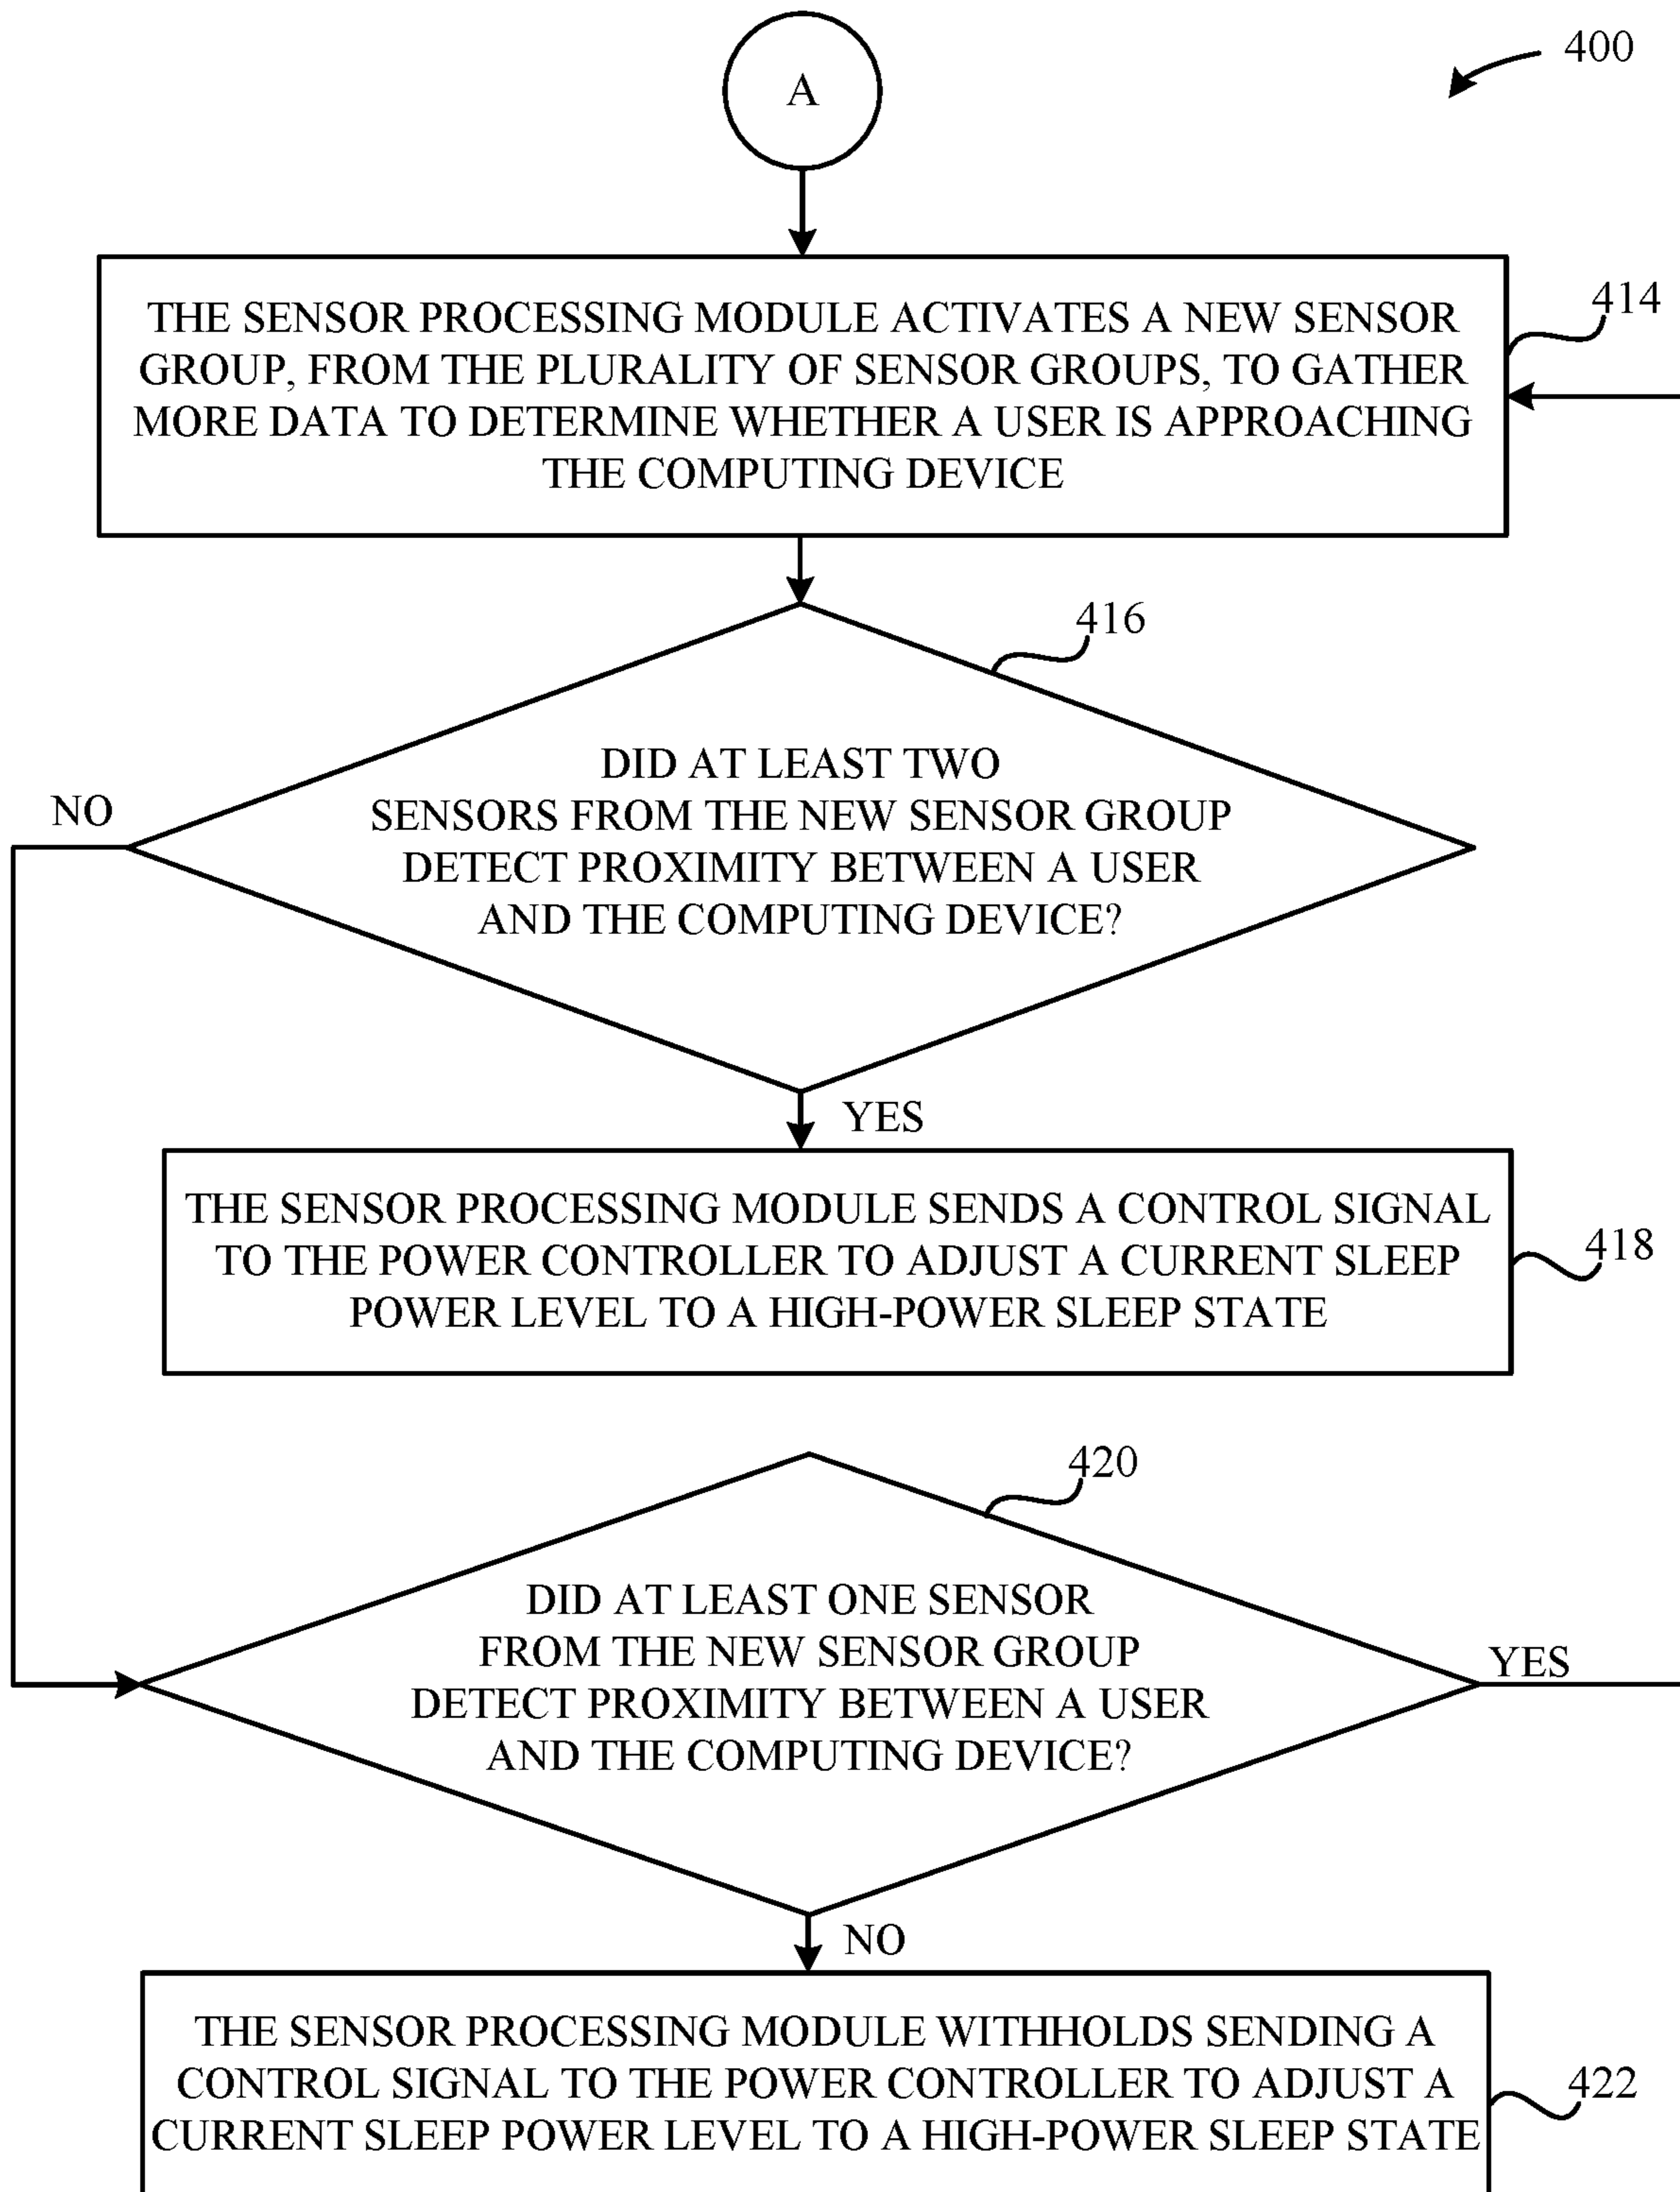 A
400
THE SENSOR PROCESSING MODULE ACTIVATES A NEW SENSOR
GROUP, FROM THE PLURALITY OF SENSOR GROUPS, TO GATHER
MORE DATA TO DETERMINE WHETHER A USER IS APPROACHING
THE COMPUTING DEVICE
414
416
DID AT LEAST TWO
SENSORS FROM THE NEW SENSOR GROUP
DETECT PROXIMITY BETWEEN A USER
AND THE COMPUTING DEVICE?
NO
YES
THE SENSOR PROCESSING MODULE SENDS A CONTROL SIGNAL
TO THE POWER CONTROLLER TO ADJUST A CURRENT SLEEP
POWER LEVEL TO A HIGH-POWER SLEEP STATE
418
420
DID AT LEAST ONE SENSOR
FROM THE NEW SENSOR GROUP
DETECT PROXIMITY BETWEEN A USER
AND THE COMPUTING DEVICE?
YES
NO
THE SENSOR PROCESSING MODULE WITHHOLDS SENDING A
CONTROL SIGNAL TO THE POWER CONTROLLER TO ADJUST A
CURRENT SLEEP POWER LEVEL TO A HIGH-POWER SLEEP STATE
422